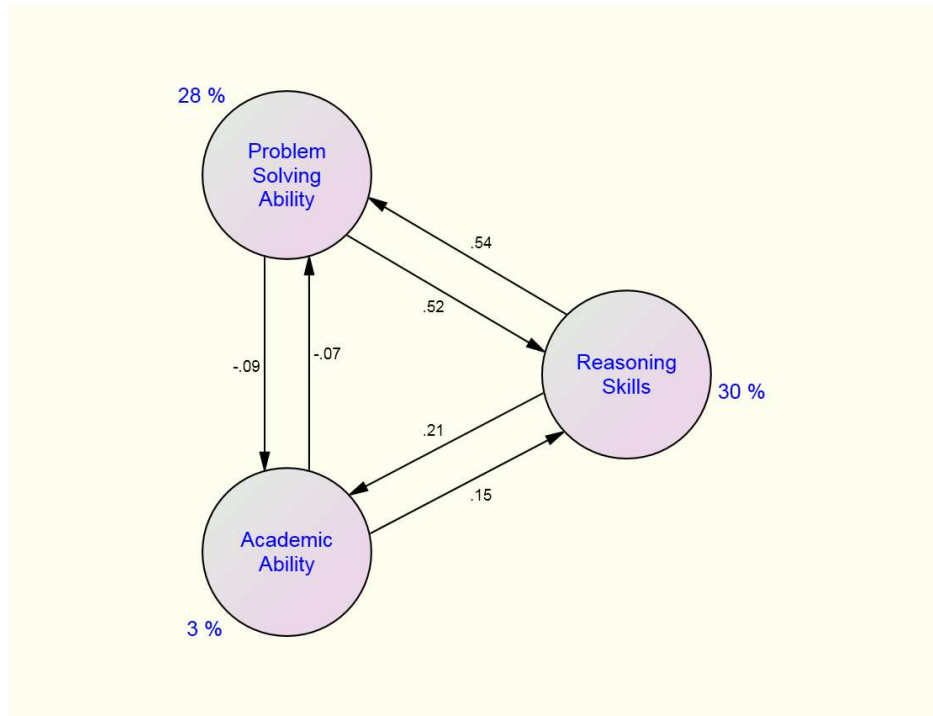 28 %
Problem
Solving
Ability
.54
.52
-.09
-.07
Reasoning
Skills
30 %
.21
.15
Academic
Ability
3 %